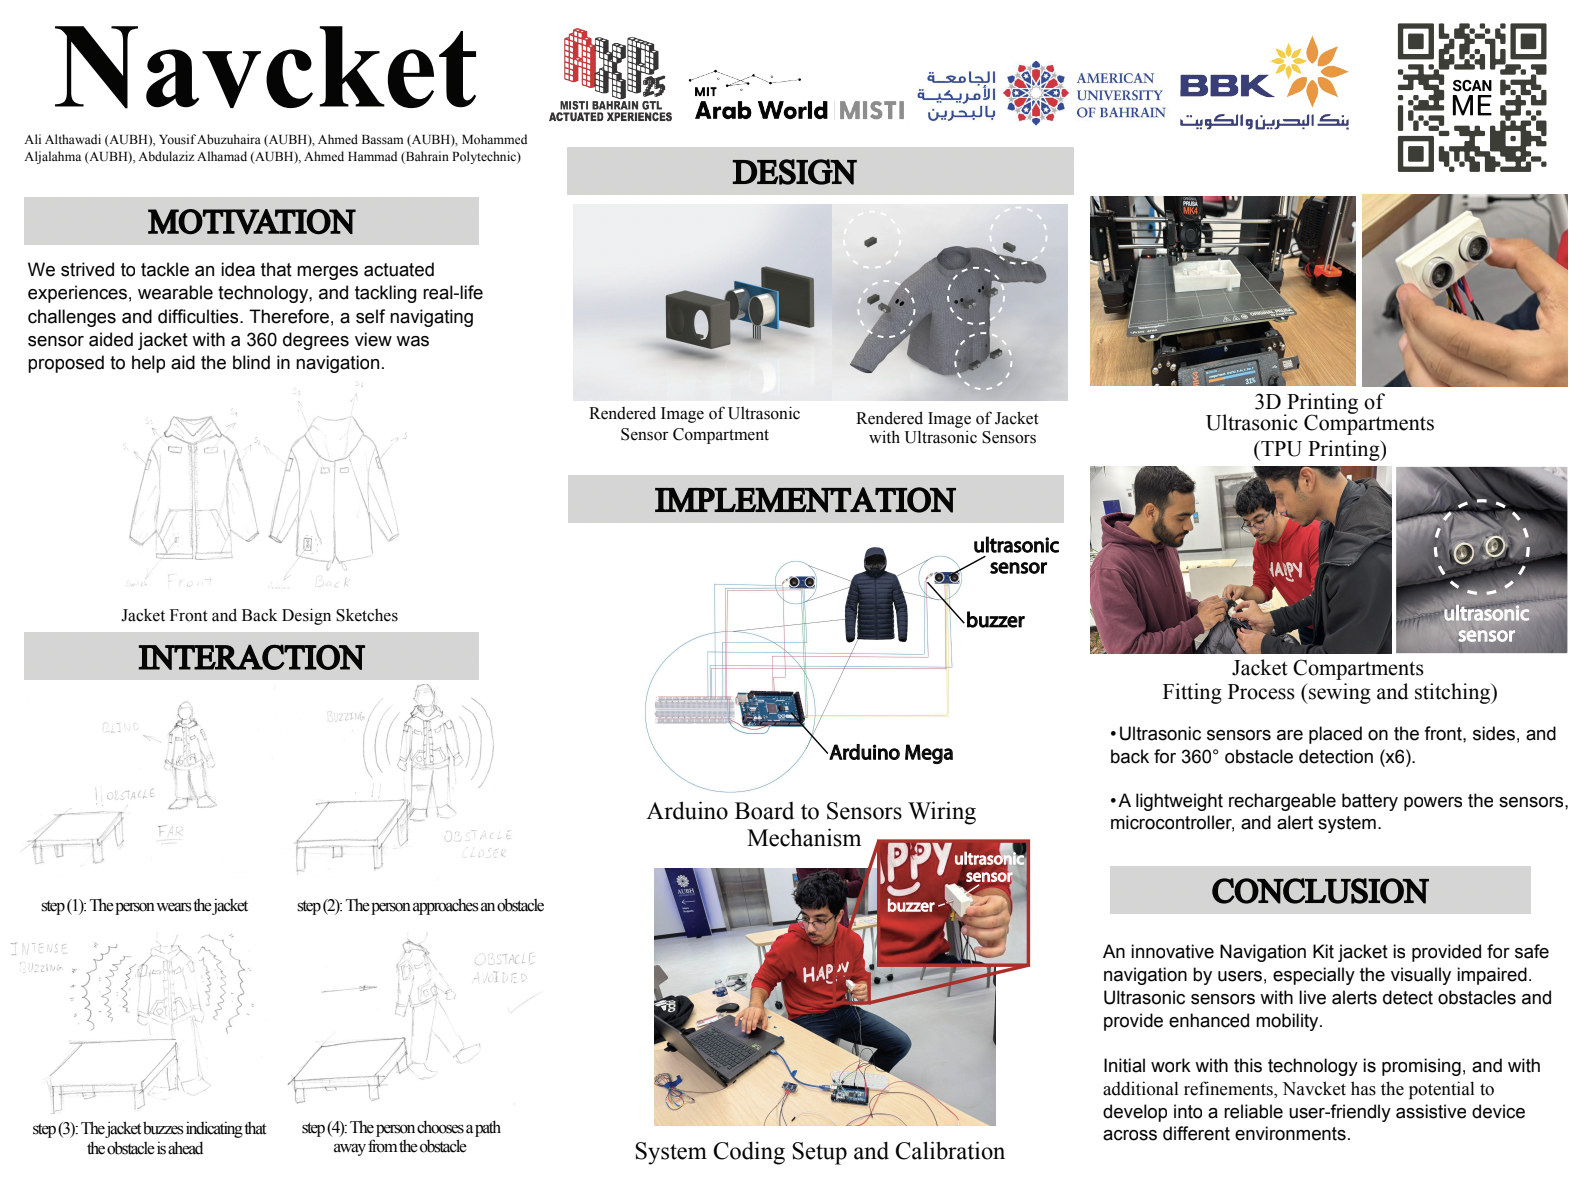 Navcket
Ali Althawadi (AUBH), Yousif Abuzuhaira (AUBH), Ahmed Bassam (AUBH), Mohammed
Aljalahma (AUBH), Abdulaziz Alhamad (AUBH), Ahmed Hammad (Bahrain Polytechnic)
AXP25
MISTI BAHRAIN GTL
ACTUATED XPERIENCES
MIT
Arab World | MISTI
الجامعة
الأمريكية
بالبحرين
AMERICAN
UNIVERSITY
OF BAHRAIN
BBK
بنك البحرين والكويت
SCAN
ME
MOTIVATION
We strived to tackle an idea that merges actuated
experiences, wearable technology, and tackling real-life
challenges and difficulties. Therefore, a self navigating
sensor aided jacket with a 360 degrees view was
proposed to help aid the blind in navigation.
Front
Back
Jacket Front and Back Design Sketches
INTERACTION
BLIND
!! OBSTACLE
FAR
step (1): The person wears the jacket
BUZZING
!!
OBSTACLE
CLOSER
step (2): The person approaches an obstacle
INTENSE
BUZZING
step (3): The jacket buzzes indicating that
the obstacle is ahead
OBSTACLE
AVOIDED
step (4): The person chooses a path
away from the obstacle
DESIGN
Rendered Image of Ultrasonic
Sensor Compartment
Rendered Image of Jacket
with Ultrasonic Sensors
IMPLEMENTATION
ultrasonic
sensor
buzzer
Arduino Mega
Arduino Board to Sensors Wiring
Mechanism
AUBH
HAPPY
PPY
ultrasonic
sensor
buzzer
System Coding Setup and Calibration
ORIGINAL PRUSA
MK4
ORIGINAL PRUSA
3D Printing of
Ultrasonic Compartments
(TPU Printing)
HAPPY
ultrasonic
sensor
Jacket Compartments
Fitting Process (sewing and stitching)
•Ultrasonic sensors are placed on the front, sides, and
back for 360° obstacle detection (x6).
•A lightweight rechargeable battery powers the sensors,
microcontroller, and alert system.
CONCLUSION
An innovative Navigation Kit jacket is provided for safe
navigation by users, especially the visually impaired.
Ultrasonic sensors with live alerts detect obstacles and
provide enhanced mobility.
Initial work with this technology is promising, and with
additional refinements, Navcket has the potential to
develop into a reliable user-friendly assistive device
across different environments.